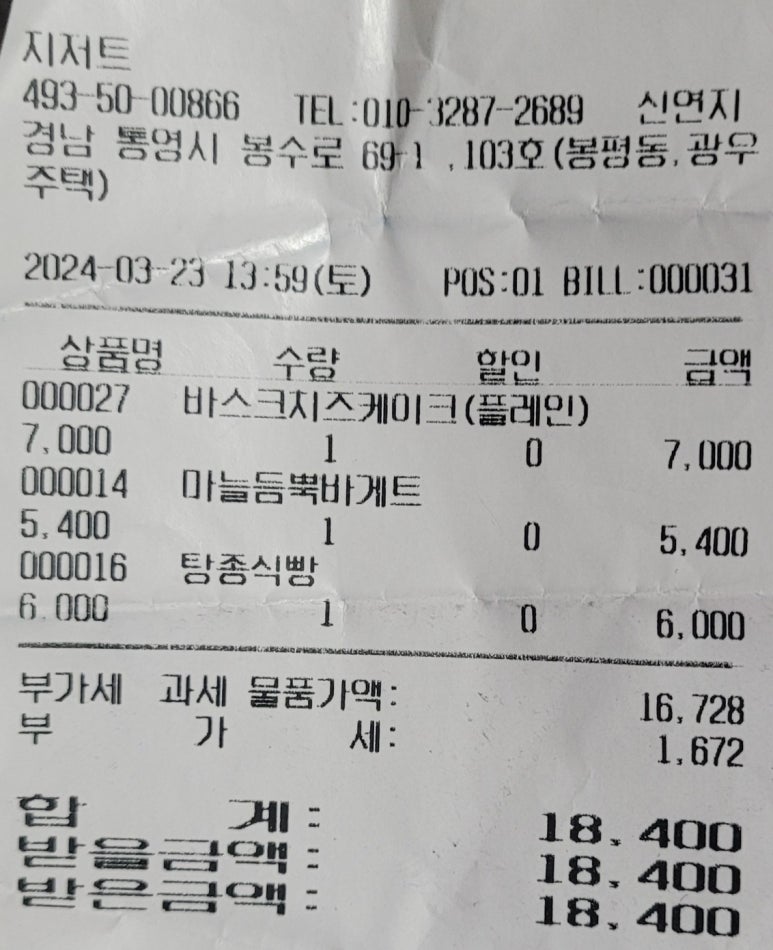 지저트
493-50-00866 TEL:010-3287-2689 신연지
경남 통영시 봉수로 69-1 ,103호(봉평동,광우
주택)
2024-03-23 13:59(토) POS:01 BILL:000031
상품명 수량 할인 금액
000027 바스크치즈케이크(플레인)
7,000 1 0 7,000
000014 마늘듬뿍바게트
5,400 1 0 5,400
000016 탕종식빵
6,000 1 0 6,000
부가세 과세 물품가액: 16,728
부 가 세: 1,672
합 계: 18,400
받을금액: 18,400
받은금액: 18,400